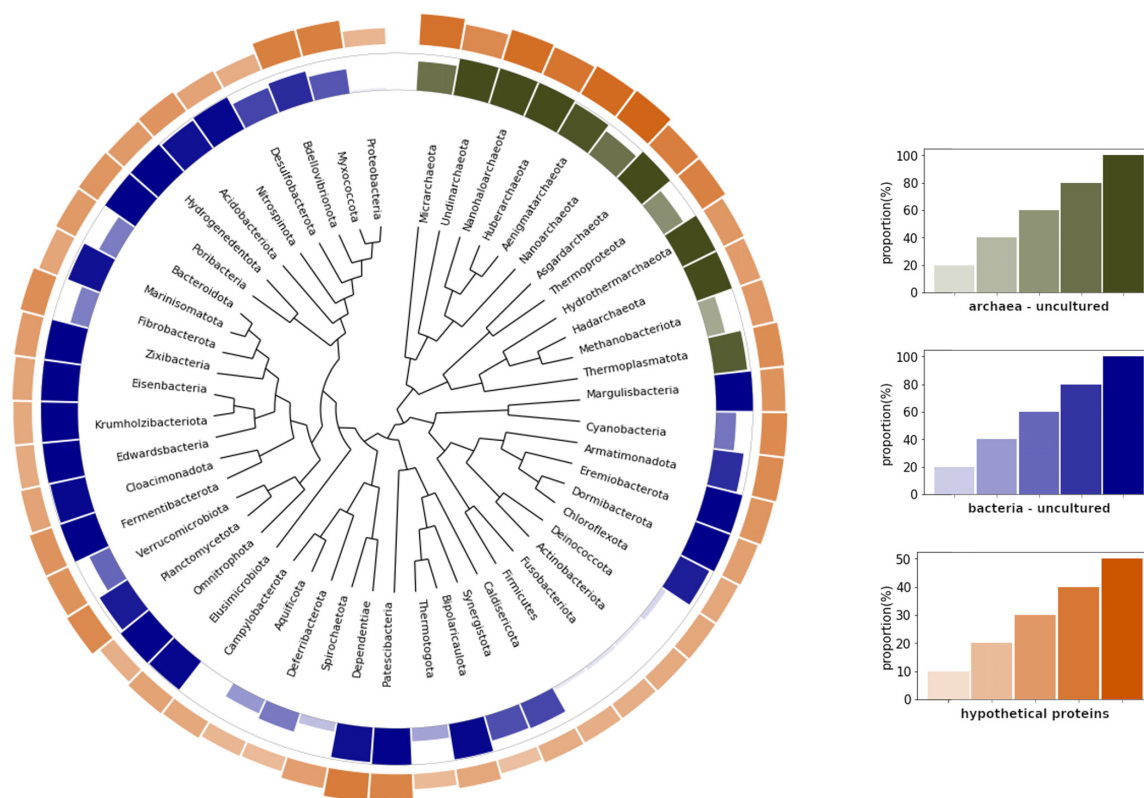 Proteobacteria
Myxococcota
Bdellovibrionota
Desulfobacterota
Nitrospinota
Acidobacteriota
Hydrogenedentota
Poribacteria
Bacteroidota
Marinisomatota
Fibrobacterota
Zixibacteria
Eisenbacteria
Krumholzibacteriota
Edwardsbacteria
Cloacimonadota
Fermentibacterota
Verrucomicrobiota
Planctomycetota
Omnitrophota
Elusimicrobiota
Campylobacterota
Aquificota
Deferribacterota
Spirochaetota
Dependentiae
Patescibacteria
Thermotogota
Bipolaricaulota
Synergistota
Caldisericota
Firmicutes
Fusobacteriota
Actinobacteriota
Deinococcota
Chloroflexota
Dormibacterota
Eremiobacterota
Armatimonadota
Cyanobacteria
Margulisbacteria
Thermoplasmatota
Methanobacteriota
Hadarchaeota
Hydrothermarchaeota
Thermoproteota
Asgardarchaeota
Nanoarchaeota
Aenigmatarchaeota
Huberarchaeota
Nanohaloarchaeota
Undinarchaeota
Micrarchaeota
proportion(%)
100
80
60
40
20
0
archaea - uncultured
proportion(%)
100
80
60
40
20
0
bacteria - uncultured
proportion(%)
50
40
30
20
10
0
hypothetical proteins